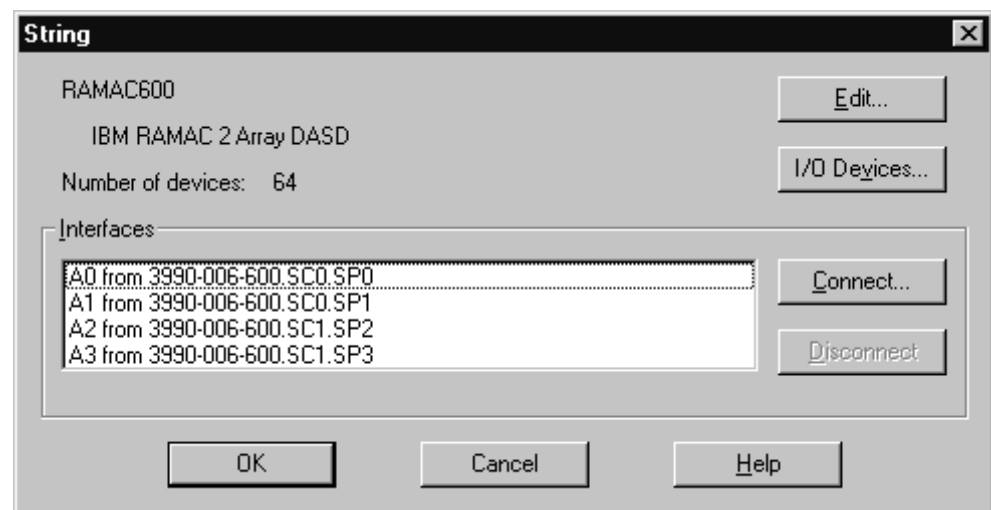 String
RAMAC600
Edit...
IBM RAMAC 2 Array DASD
I/O Devices...
Number of devices: 64
Interfaces
A0 from 3990-006-600.SC0.SP0
A1 from 3990-006-600.SC0.SP1
A2 from 3990-006-600.SC1.SP2
A3 from 3990-006-600.SC1.SP3
Connect...
Disconnect
OK
Cancel
Help